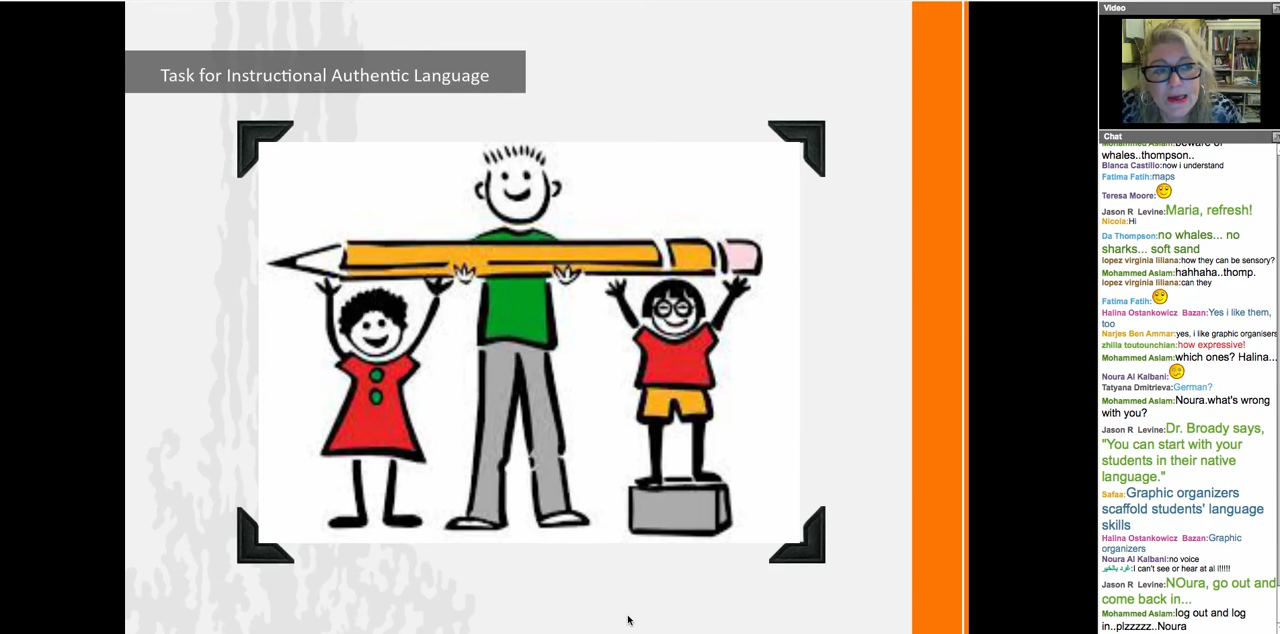 Task for Instructional Authentic Language
Video
Chat
whales..thompson..
Blanca Castillo:now i understand
Fatima Fatih:maps
Teresa Moore:
Jason R Levine:Maria, refresh!
Nicola:Hi
Da Thompson:no whales... no
sharks... soft sand
lopez virginia liliana:how they can be sensory?
Mohammed Aslam:hahhaha..thomp.
lopez virginia liliana:can they
Fatima Fatih:
Halina Ostankowicz Bazan:Yes i like them,
too
Narjes Ben Ammar:yes, i like graphic organisers
zhilla toutounchian:how expressive!
Mohammed Aslam:which ones? Halina...
Noura Al Kalbani:
Tatyana Dmitrieva:German?
Mohammed Aslam:Noura.what's wrong
with you?
Jason R Levine:Dr. Broady says,
"You can start with your
students in their native
language."
Safaa:Graphic organizers
scaffold students' language
skills
Halina Ostankowicz Bazan:Graphic
organizers
Noura Al Kalbani:no voice
I can't see or hear at al l!!!!!
Jason R Levine:NOura, go out and
come back in...
Mohammed Aslam:log out and log
in..plzzzzz..Noura